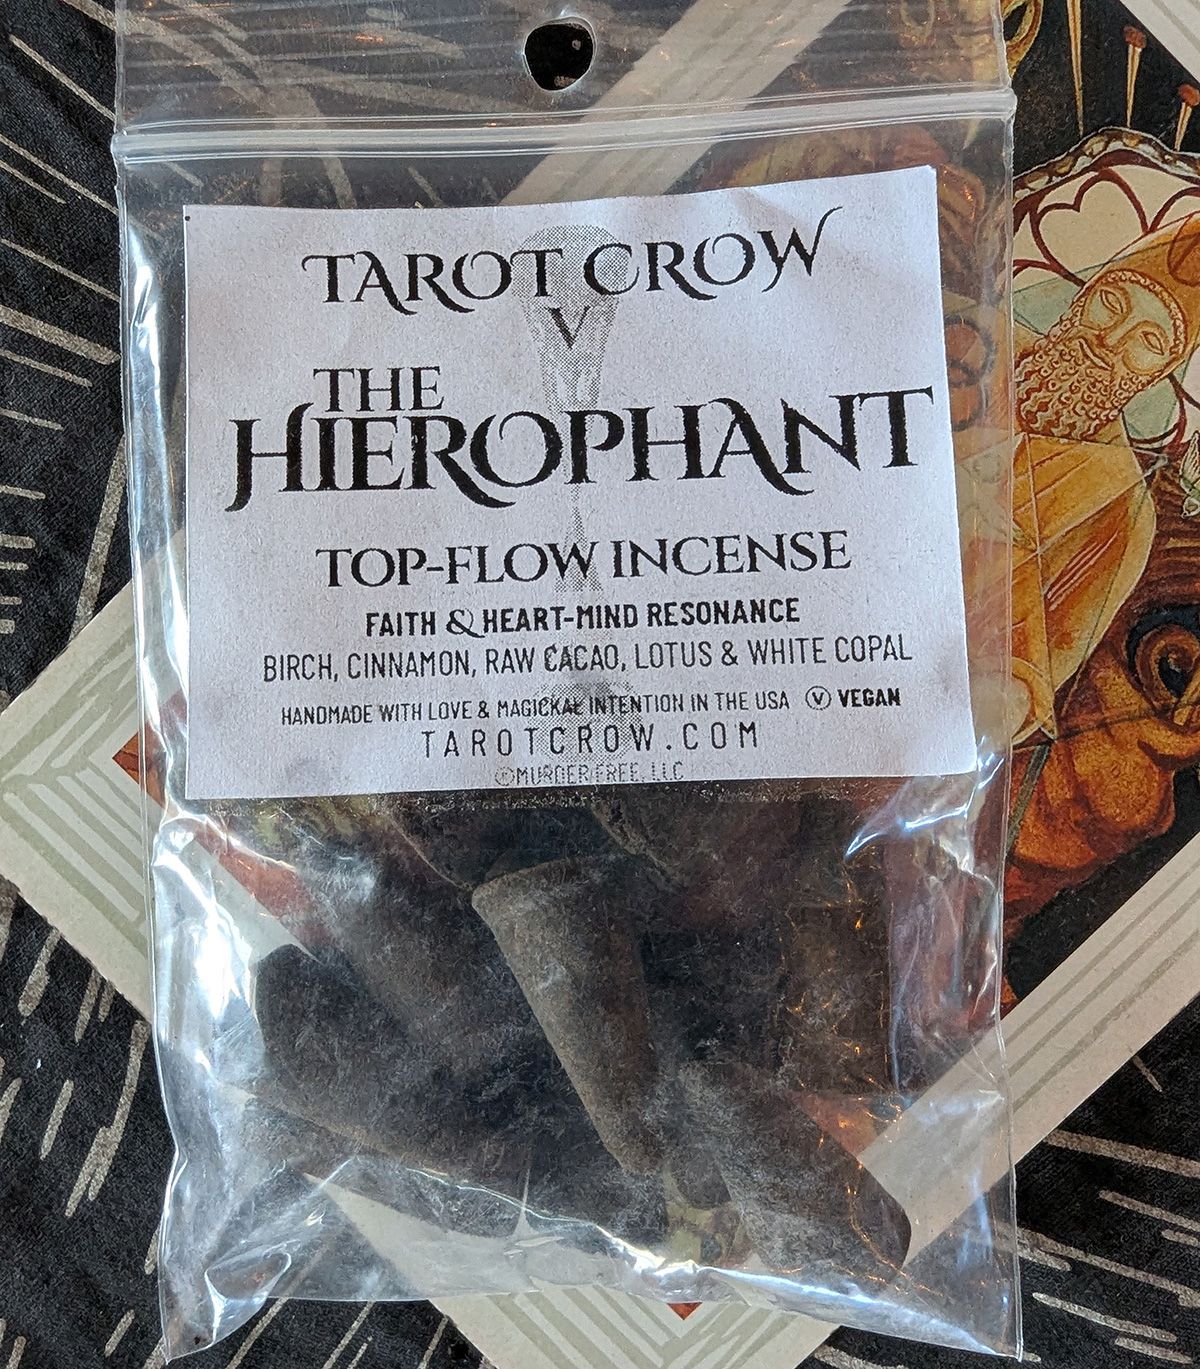 TAROT CROW
V
THE
HIEROPHANT
TOP-FLOW INCENSE
FAITH & HEART-MIND RESONANCE
BIRCH, CINNAMON, RAW CACAO, LOTUS & WHITE COPAL
HANDMADE WITH LOVE & MAGICKAL INTENTION IN THE USA Ⓥ VEGAN
TAROTCROW.COM
©MURDER FREE, LLC